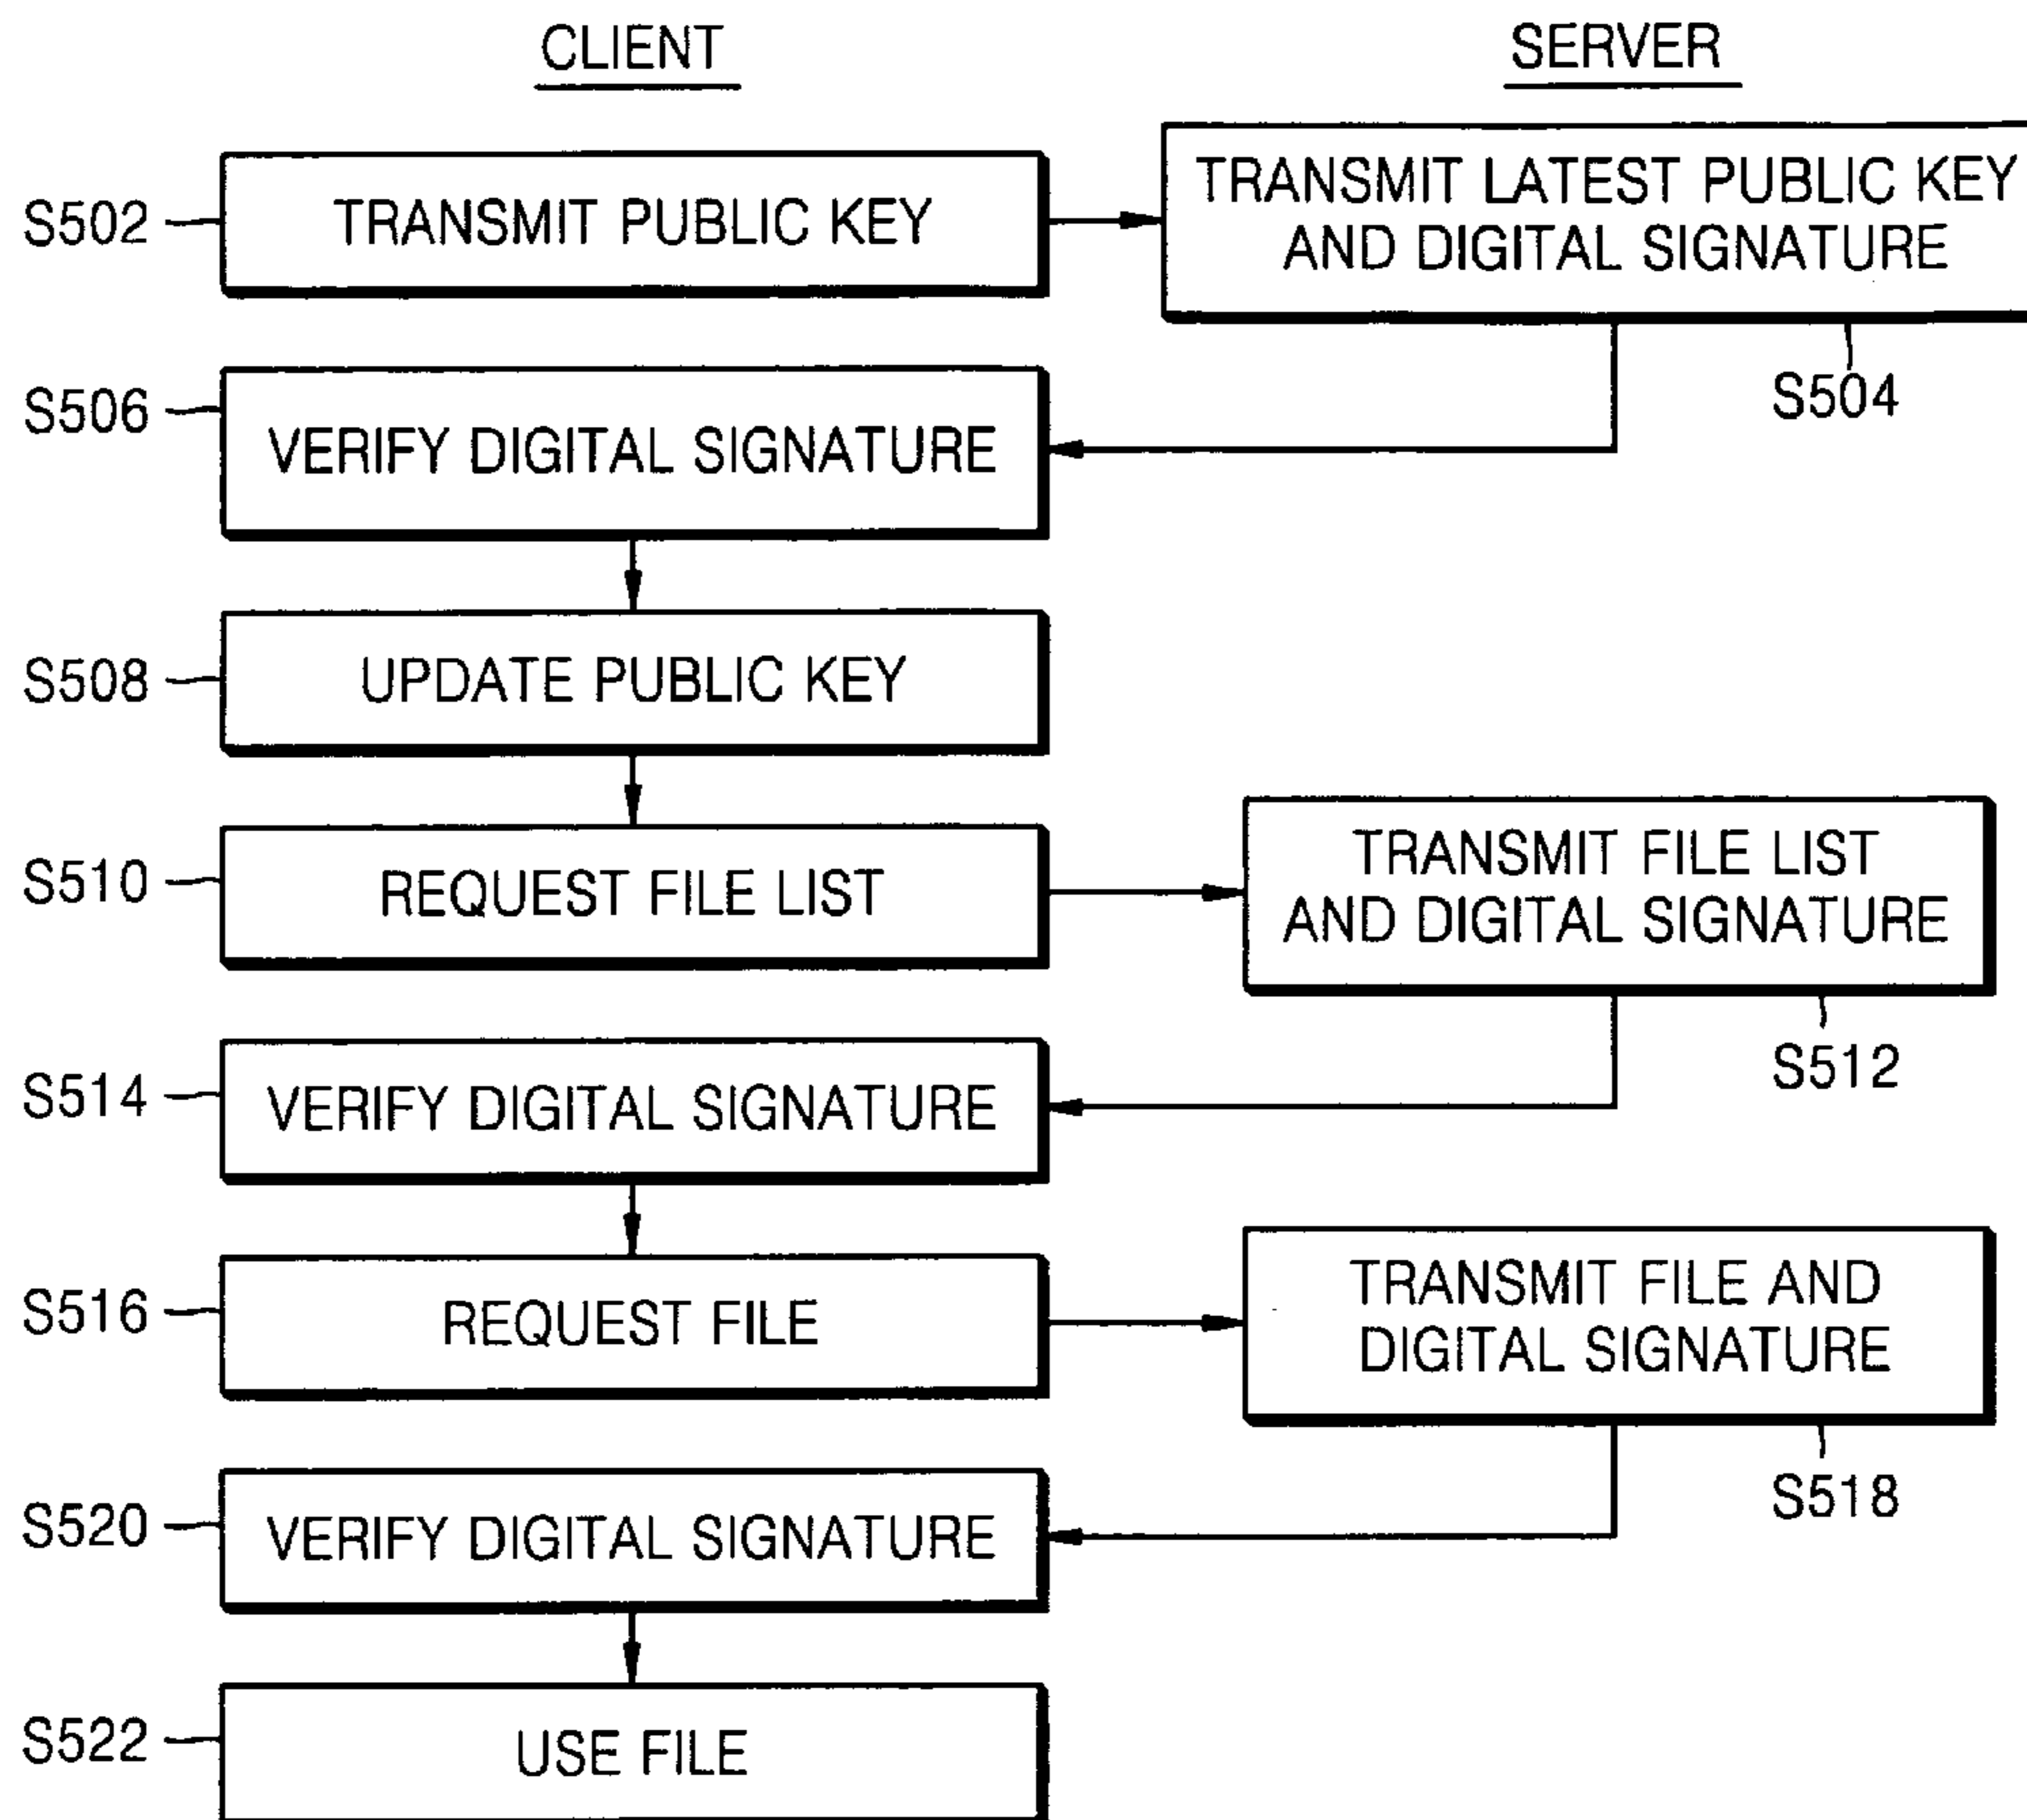 CLIENT
SERVER
S502
TRANSMIT PUBLIC KEY
TRANSMIT LATEST PUBLIC KEY
AND DIGITAL SIGNATURE
S504
S506
VERIFY DIGITAL SIGNATURE
S508
UPDATE PUBLIC KEY
S510
REQUEST FILE LIST
TRANSMIT FILE LIST
AND DIGITAL SIGNATURE
S512
S514
VERIFY DIGITAL SIGNATURE
S516
REQUEST FILE
TRANSMIT FILE AND
DIGITAL SIGNATURE
S518
S520
VERIFY DIGITAL SIGNATURE
S522
USE FILE